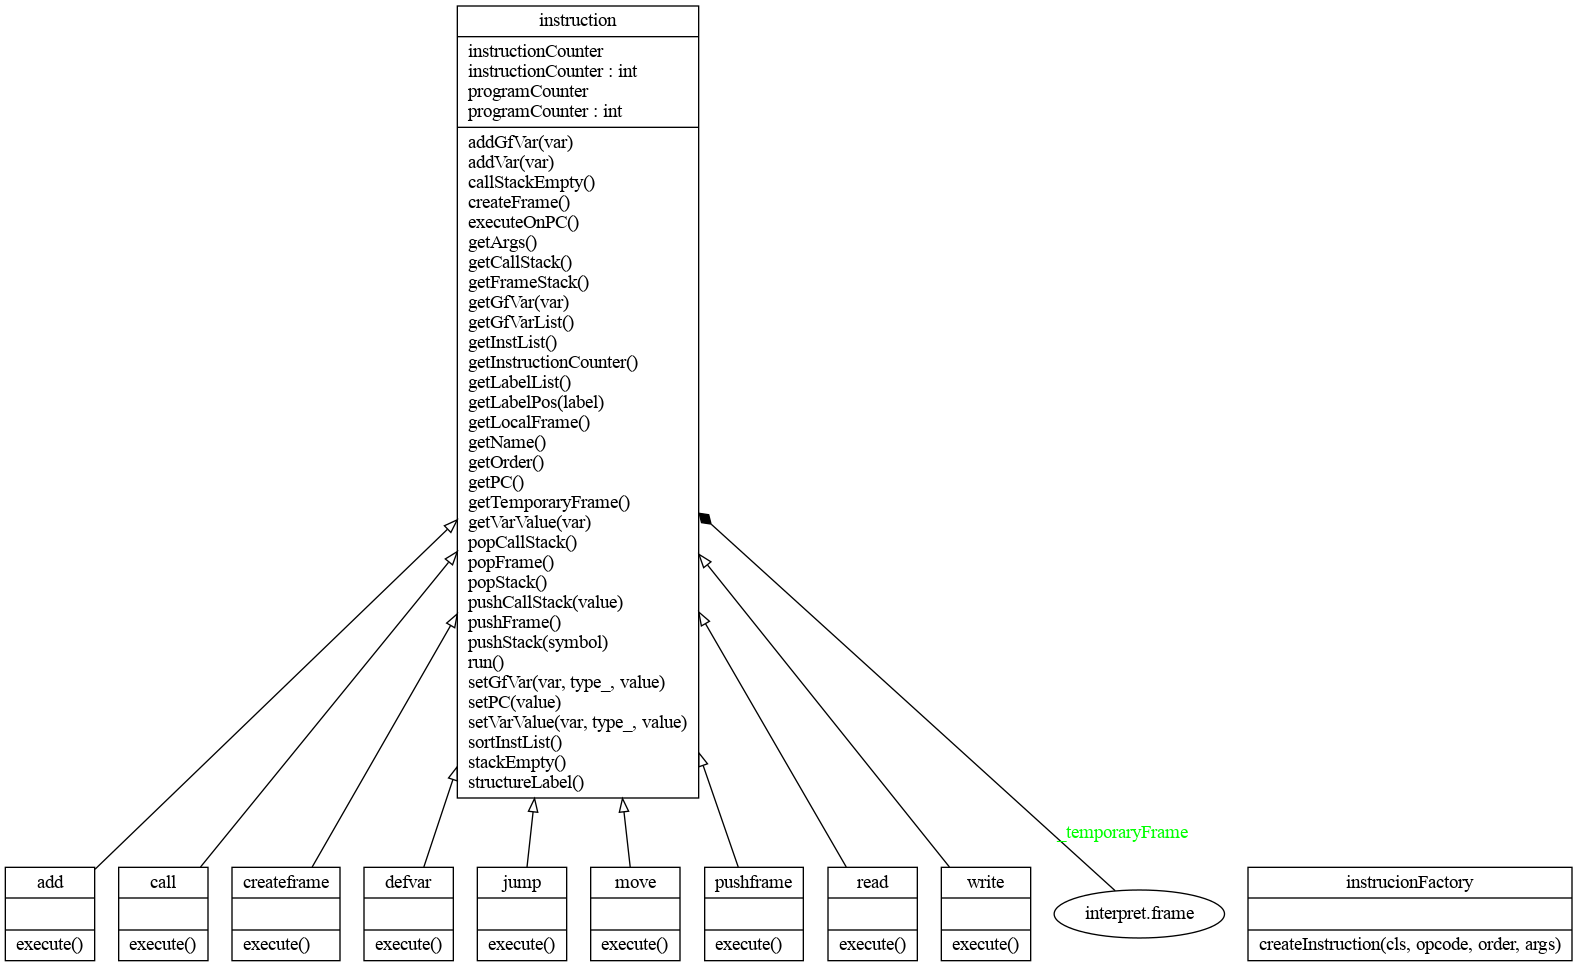 instruction
instructionCounter
instructionCounter : int
programCounter
programCounter : int
addGfVar(var)
addVar(var)
callStackEmpty()
createFrame()
executeOnPC()
getArgs()
getCallStack()
getFrameStack()
getGfVar(var)
getGfVarList()
getInstList()
getInstructionCounter()
getLabelList()
getLabelPos(label)
getLocalFrame()
getName()
getOrder()
getPC()
getTemporaryFrame()
getVarValue(var)
popCallStack()
popFrame()
popStack()
pushCallStack(value)
pushFrame()
pushStack(symbol)
run()
setGfVar(var, type_, value)
setPC(value)
setVarValue(var, type_, value)
sortInstList()
stackEmpty()
structureLabel()
_temporaryFrame
add
execute()
call
execute()
createframe
execute()
defvar
execute()
jump
execute()
move
execute()
pushframe
execute()
read
execute()
write
execute()
interpret.frame
instrucionFactory
createInstruction(cls, opcode, order, args)